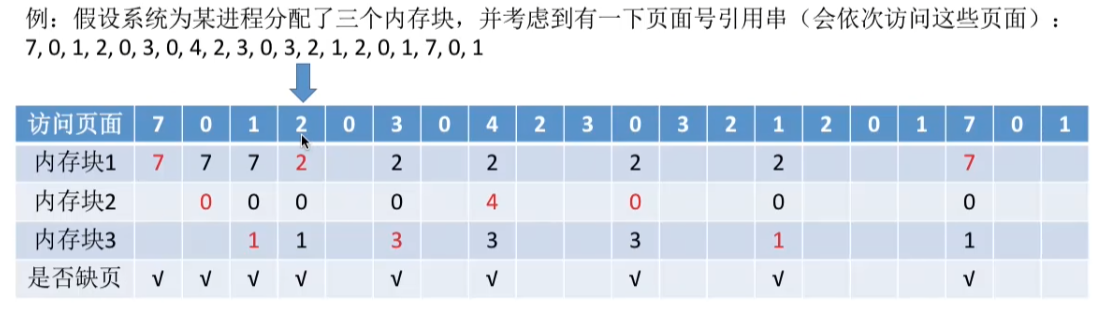 例：假设系统为某进程分配了三个内存块，并考虑到有一下页面号引用串（会依次访问这些页面）：
7, 0, 1, 2, 0, 3, 0, 4, 2, 3, 0, 3, 2, 1, 2, 0, 1, 7, 0, 1
访问页面 7 0 1 2 0 3 0 4 2 3 0 3 2 1 2 0 1 7 0 1
内存块1 7 7 7 2 2 2 2 2 7
内存块2 0 0 0 0 4 0 0 0
内存块3 1 1 3 3 3 1 1
是否缺页 √ √ √ √ √ √ √ √ √